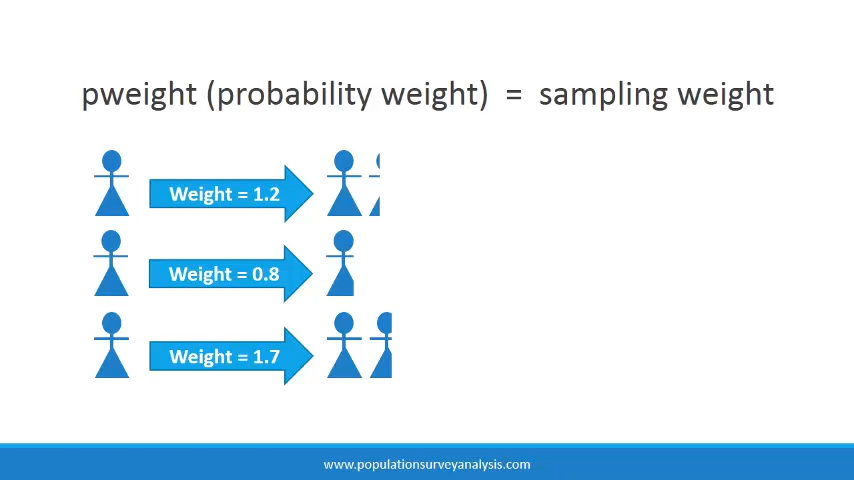 pweight (probability weight) = sampling weight
Weight = 1.2
Weight = 0.8
Weight = 1.7
www.populationsurveyanalysis.com